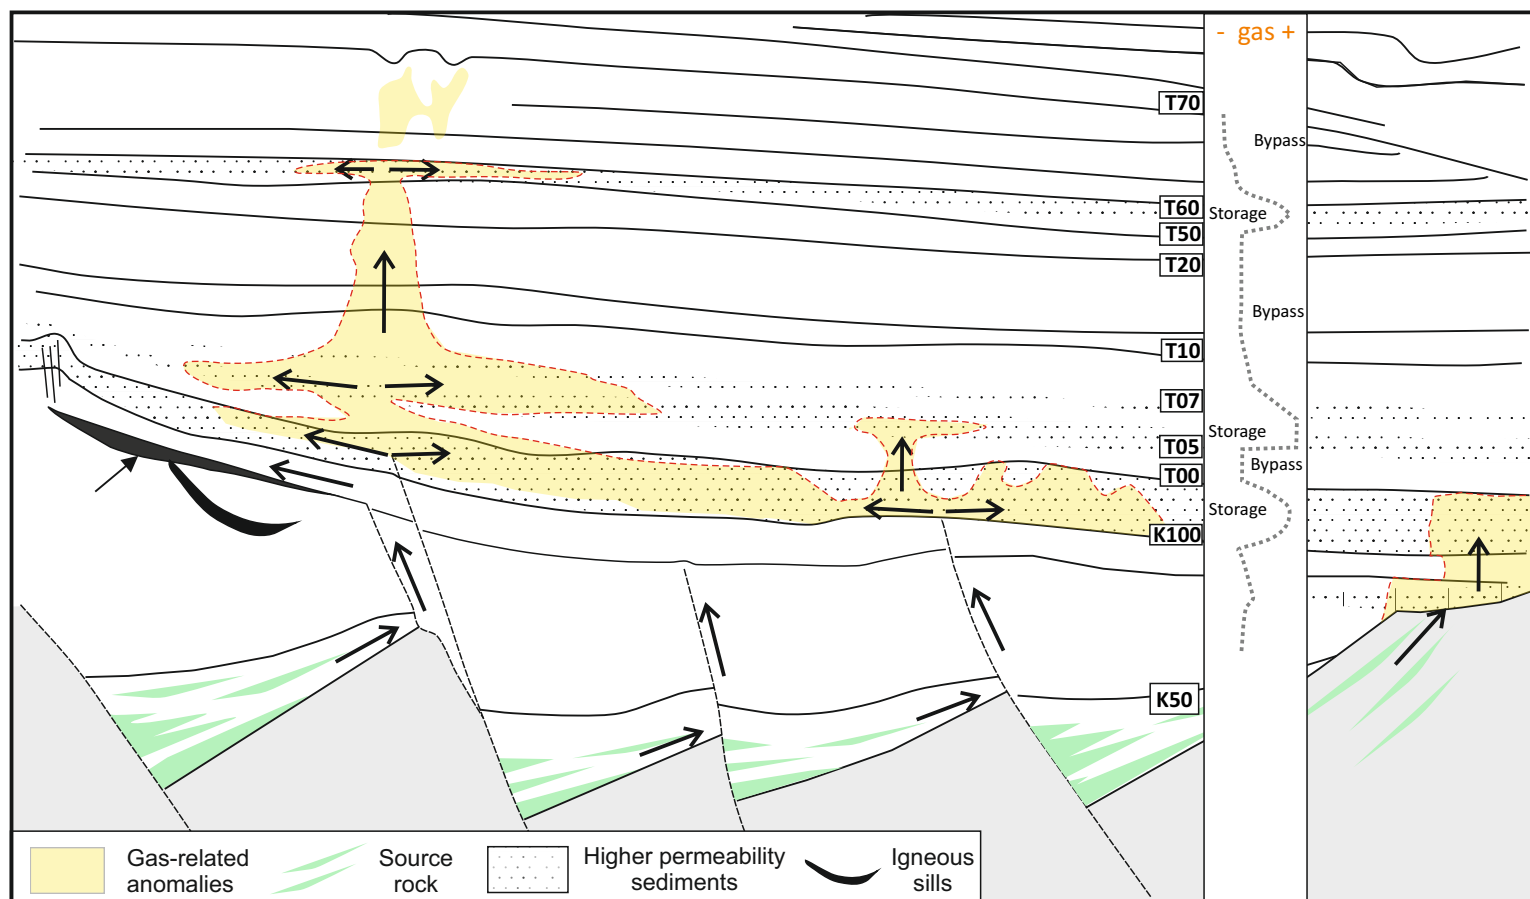 - gas +
T70
Bypass
T60
Storage
T50
T20
Bypass
T10
T07
Storage
T05
Bypass
T00
Storage
K100
K50
Gas-related
anomalies
Source
rock
Higher permeability
sediments
Igneous
sills